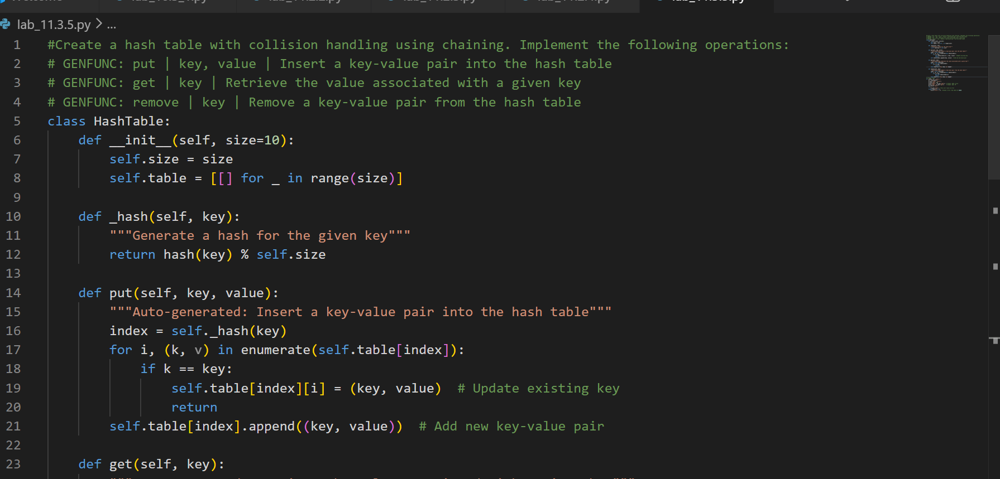 lab_11.3.5.py > ...
1 #Create a hash table with collision handling using chaining. Implement the following operations:
2 # GENFUNC: put | key, value | Insert a key-value pair into the hash table
3 # GENFUNC: get | key | Retrieve the value associated with a given key
4 # GENFUNC: remove | key | Remove a key-value pair from the hash table
5 class HashTable:
6     def __init__(self, size=10):
7         self.size = size
8         self.table = [[] for _ in range(size)]
9
10     def _hash(self, key):
11         """Generate a hash for the given key"""
12         return hash(key) % self.size
13
14     def put(self, key, value):
15         """Auto-generated: Insert a key-value pair into the hash table"""
16         index = self._hash(key)
17         for i, (k, v) in enumerate(self.table[index]):
18             if k == key:
19                 self.table[index][i] = (key, value)  # Update existing key
20                 return
21         self.table[index].append((key, value))  # Add new key-value pair
22
23     def get(self, key):